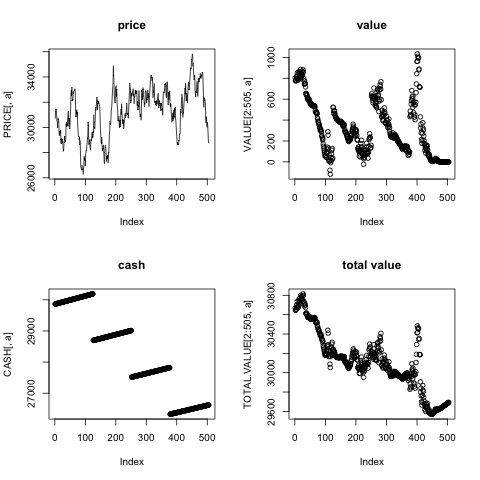 price
PRICE[, a]
26000 30000 34000
0 100 200 300 400 500
Index
value
VALUE[2:505, a]
0 200 600 1000
0 100 200 300 400 500
Index
cash
CASH[, a]
27000 29000
0 100 200 300 400 500
Index
total value
TOTAL.VALUE[2:505, a]
29600 30000 30400 30800
0 100 200 300 400 500
Index